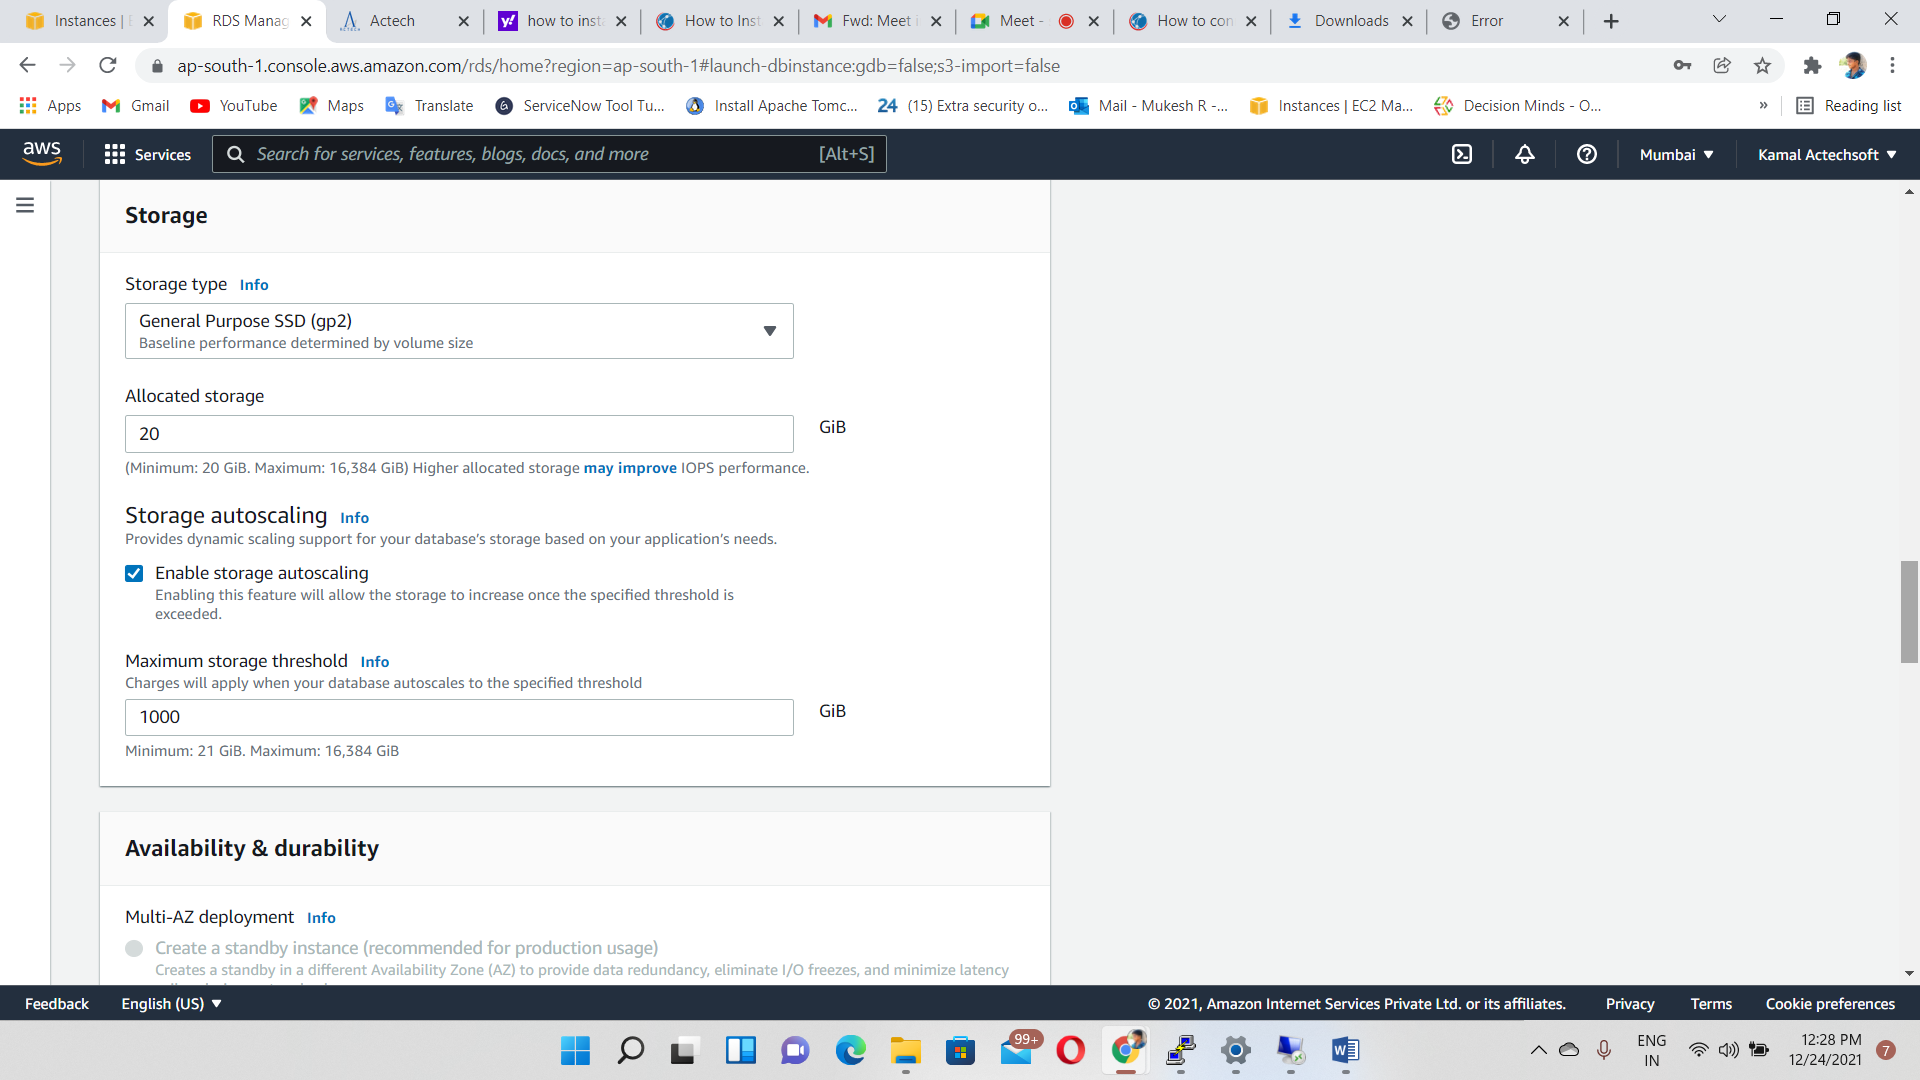 Instances | E
RDS Manag
Actech
how to insta
How to Inst
Fwd: Meet i
Meet -
How to con
Downloads
Error
ap-south-1.console.aws.amazon.com/rds/home?region=ap-south-1#launch-dbinstance:gdb=false;s3-import=false
Apps
Gmail
YouTube
Maps
Translate
ServiceNow Tool Tu...
Install Apache Tomc...
24 (15) Extra security o...
Mail - Mukesh R -...
Instances | EC2 Ma...
Decision Minds - O...
»
Reading list
aws
Services
Search for services, features, blogs, docs, and more
[Alt+S]
Mumbai
Kamal Actechsoft
Storage
Storage type Info
General Purpose SSD (gp2)
Baseline performance determined by volume size
Allocated storage
20
GiB
(Minimum: 20 GiB. Maximum: 16,384 GiB) Higher allocated storage may improve IOPS performance.
Storage autoscaling Info
Provides dynamic scaling support for your database's storage based on your application's needs.
Enable storage autoscaling
Enabling this feature will allow the storage to increase once the specified threshold is
exceeded.
Maximum storage threshold Info
Charges will apply when your database autoscales to the specified threshold
1000
GiB
Minimum: 21 GiB. Maximum: 16,384 GiB
Availability & durability
Multi-AZ deployment Info
Create a standby instance (recommended for production usage)
Creates a standby in a different Availability Zone (AZ) to provide data redundancy, eliminate I/O freezes, and minimize latency
Feedback
English (US)
© 2021, Amazon Internet Services Private Ltd. or its affiliates.
Privacy
Terms
Cookie preferences
99+
ENG
IN
12:28 PM
12/24/2021
7